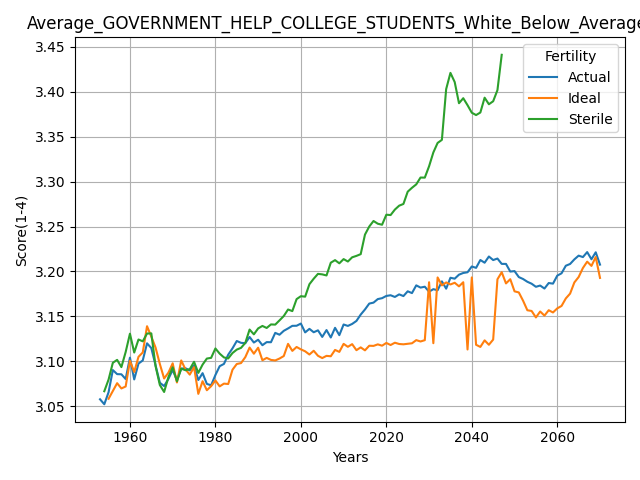 Average_GOVERNMENT_HELP_COLLEGE_STUDENTS_White_Below_Average
Fertility
Actual
Ideal
Sterile
Score(1-4)
3.45
3.40
3.35
3.30
3.25
3.20
3.15
3.10
3.05
1960
1980
2000
2020
2040
2060
Years